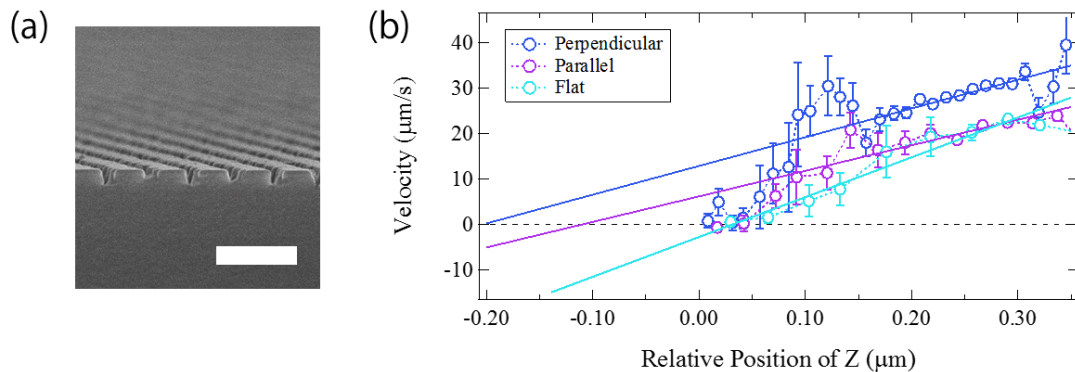 (a)
(b)
Perpendicular
Parallel
Flat
Velocity (μm/s)
40
30
20
10
0
-10
-0.20
-0.10
0.00
0.10
0.20
0.30
Relative Position of Z (μm)